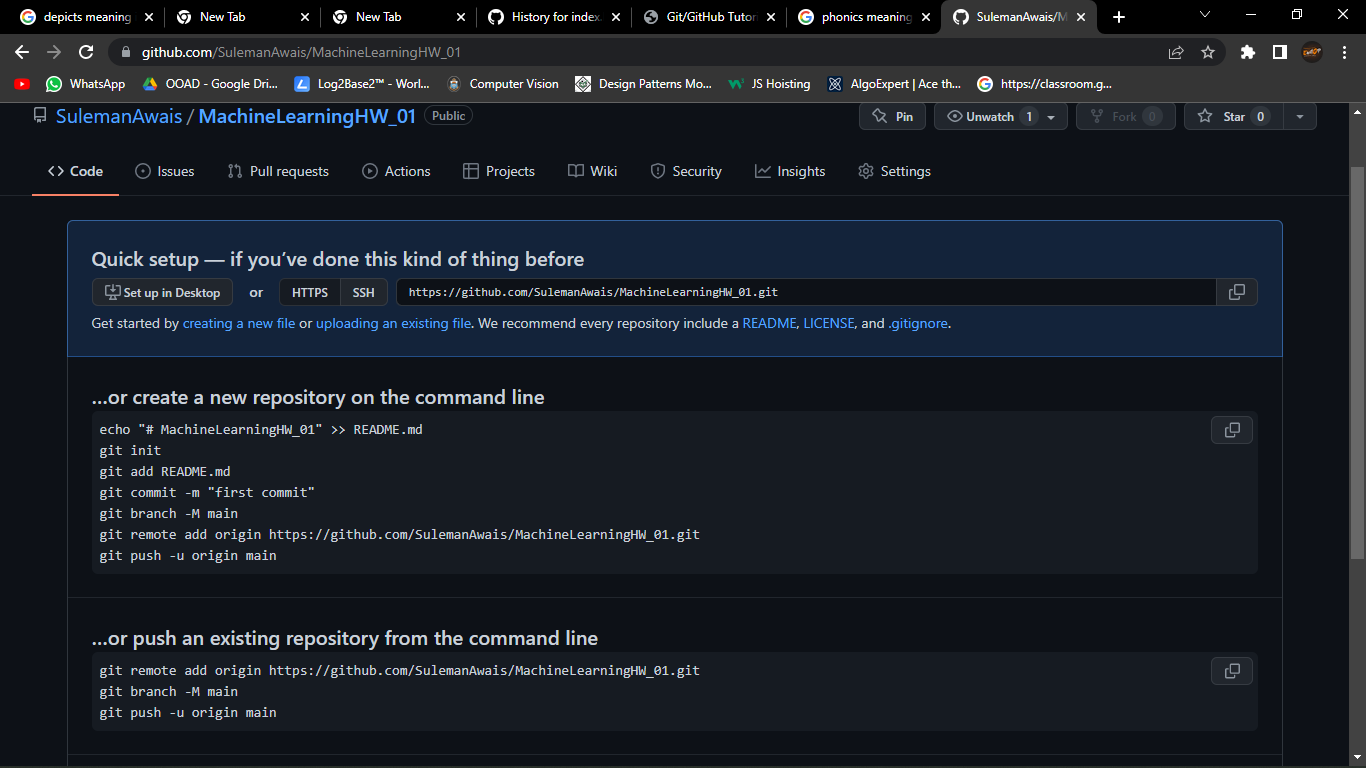 depicts meaning
New Tab
New Tab
History for index.
Git/GitHub Tutor
phonics meaning
SulemanAwais/M
github.com/SulemanAwais/MachineLearningHW_01
WhatsApp
OOAD - Google Dri...
Log2Base2™ - Worl...
Computer Vision
Design Patterns Mo...
JS Hoisting
AlgoExpert | Ace th...
https://classroom.g...
SulemanAwais / MachineLearningHW_01 Public
Pin
Unwatch 1
Fork 0
Star 0
Code
Issues
Pull requests
Actions
Projects
Wiki
Security
Insights
Settings
Quick setup — if you’ve done this kind of thing before
Set up in Desktop or HTTPS SSH https://github.com/SulemanAwais/MachineLearningHW_01.git
Get started by creating a new file or uploading an existing file. We recommend every repository include a README, LICENSE, and .gitignore.
…or create a new repository on the command line
echo "# MachineLearningHW_01" >> README.md
git init
git add README.md
git commit -m "first commit"
git branch -M main
git remote add origin https://github.com/SulemanAwais/MachineLearningHW_01.git
git push -u origin main
…or push an existing repository from the command line
git remote add origin https://github.com/SulemanAwais/MachineLearningHW_01.git
git branch -M main
git push -u origin main